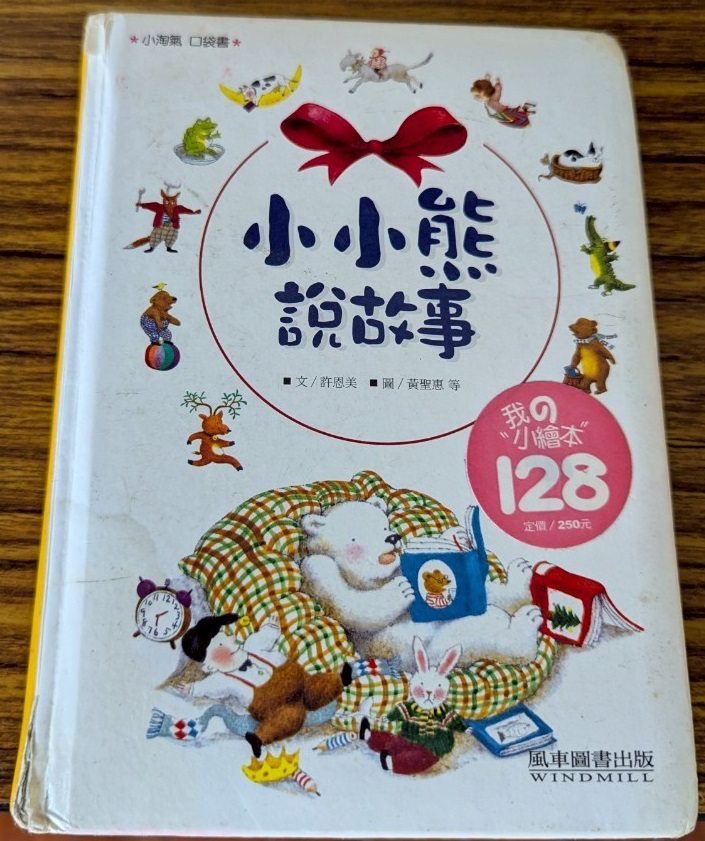 *小淘氣 口袋書*
小小熊
說故事
■文/許恩美 ■圖/黃聖惠 等
我の
"小繪本"
128
定價/250元
風車圖書出版
WINDMILL